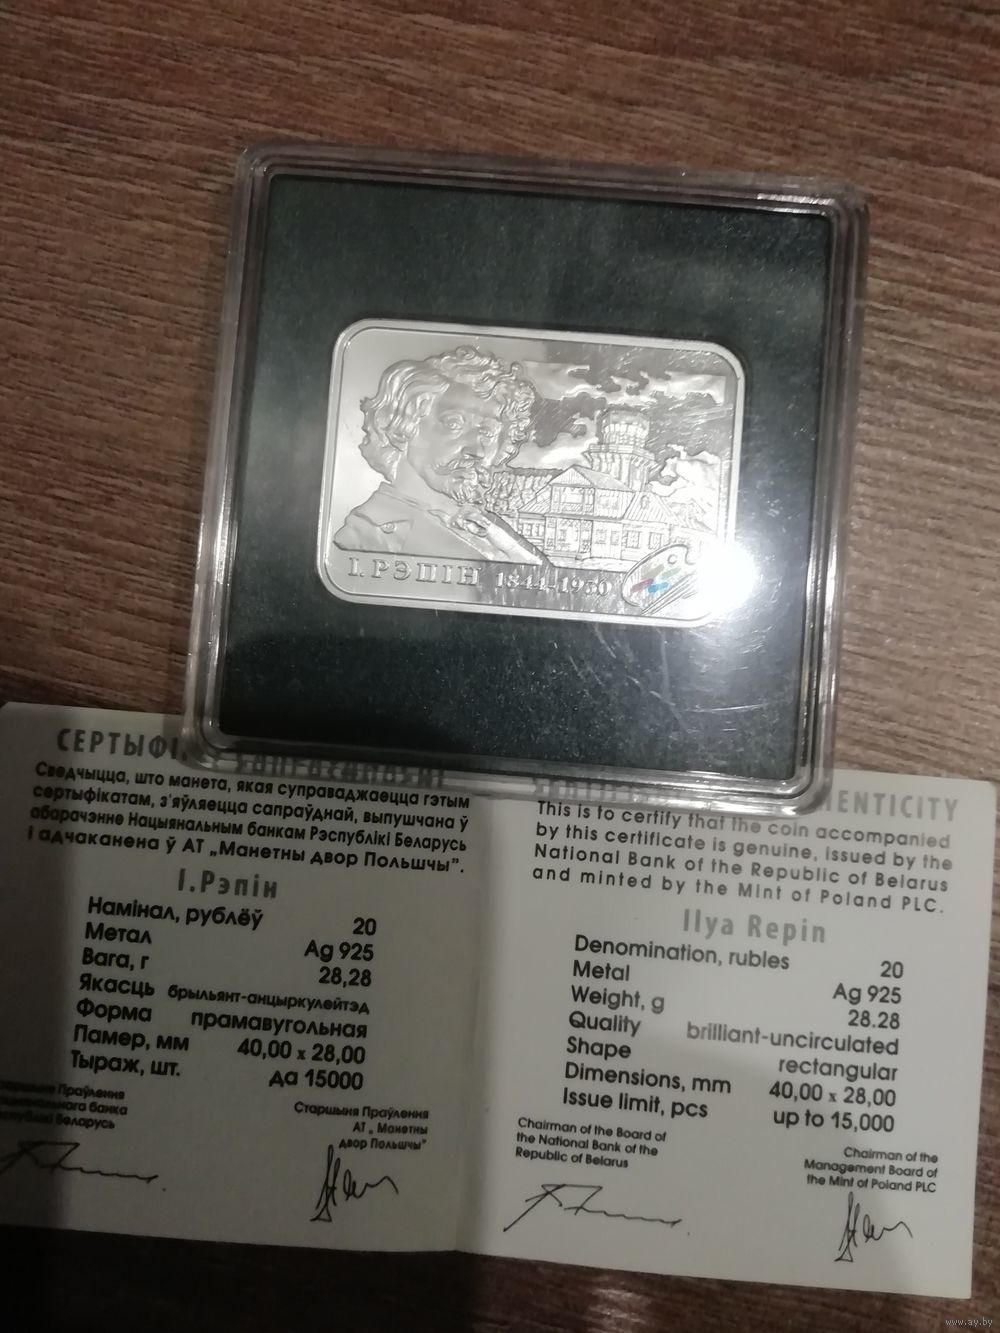 І. РЭПІН 1844–1930
СЕРТЫФІ
Сведчыцца, што манета, якая суправаджаецца гэтым
сертыфікатам, з'яўляецца сапраўднай, выпушчана ў
абарачэнне Нацыянальным банкам Рэспублікі Беларусь
і адчаканена ў АТ „Манетны двор Польшчы”.
І.Рэпін
Намінал, рублёў 20
Метал Ag 925
Вага, г 28,28
Якасць брыльянт-анцыркулейтэд
Форма прамавугольная
Памер, мм 40,00 x 28,00
Тыраж, шт. да 15000
Праўлення
банка
Беларусь
Старшыня Праўлення
АТ „Манетны
двор Польшчы”
HENTICITY
This is to certify that the coin accompanied
by this certificate is genuine, issued by the
National Bank of the Republic of Belarus
and minted by the Mint of Poland PLC.
Ilya Repin
Denomination, rubles 20
Metal Ag 925
Weight, g 28.28
Quality brilliant-uncirculated
Shape rectangular
Dimensions, mm 40,00 x 28,00
Issue limit, pcs up to 15,000
Chairman of the Board of
the National Bank of the
Republic of Belarus
Chairman of the
Management Board of
the Mint of Poland PLC
www.ay.by